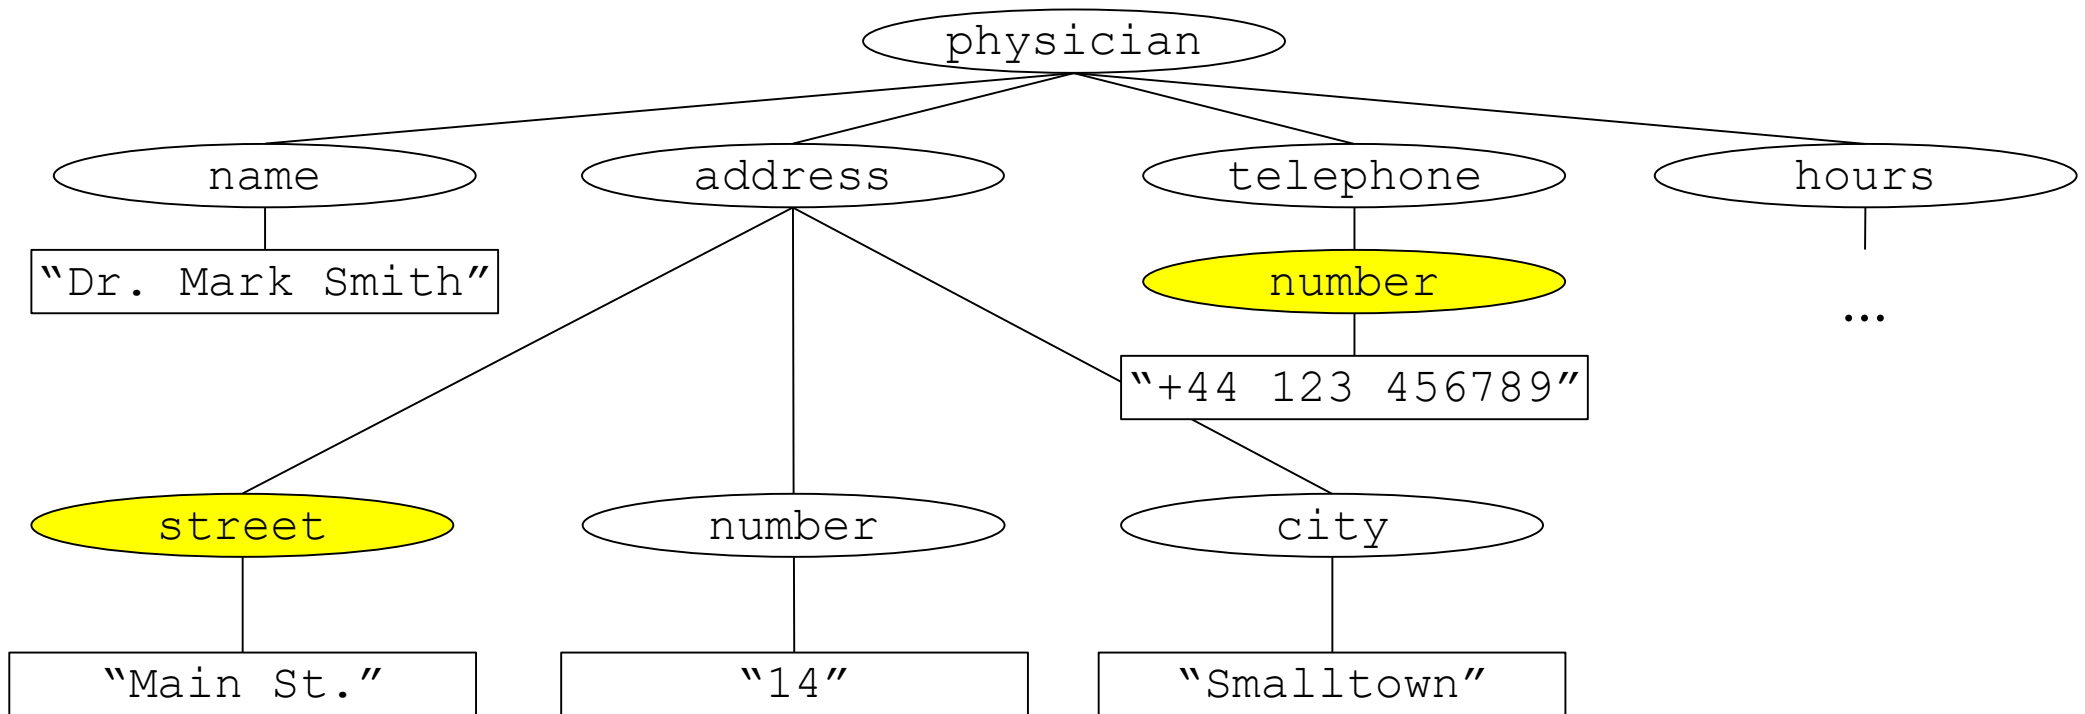 physician
name address telephone hours
“Dr. Mark Smith” number
…
“+44 123 456789”
street number city
“Main St.” “14” “Smalltown”